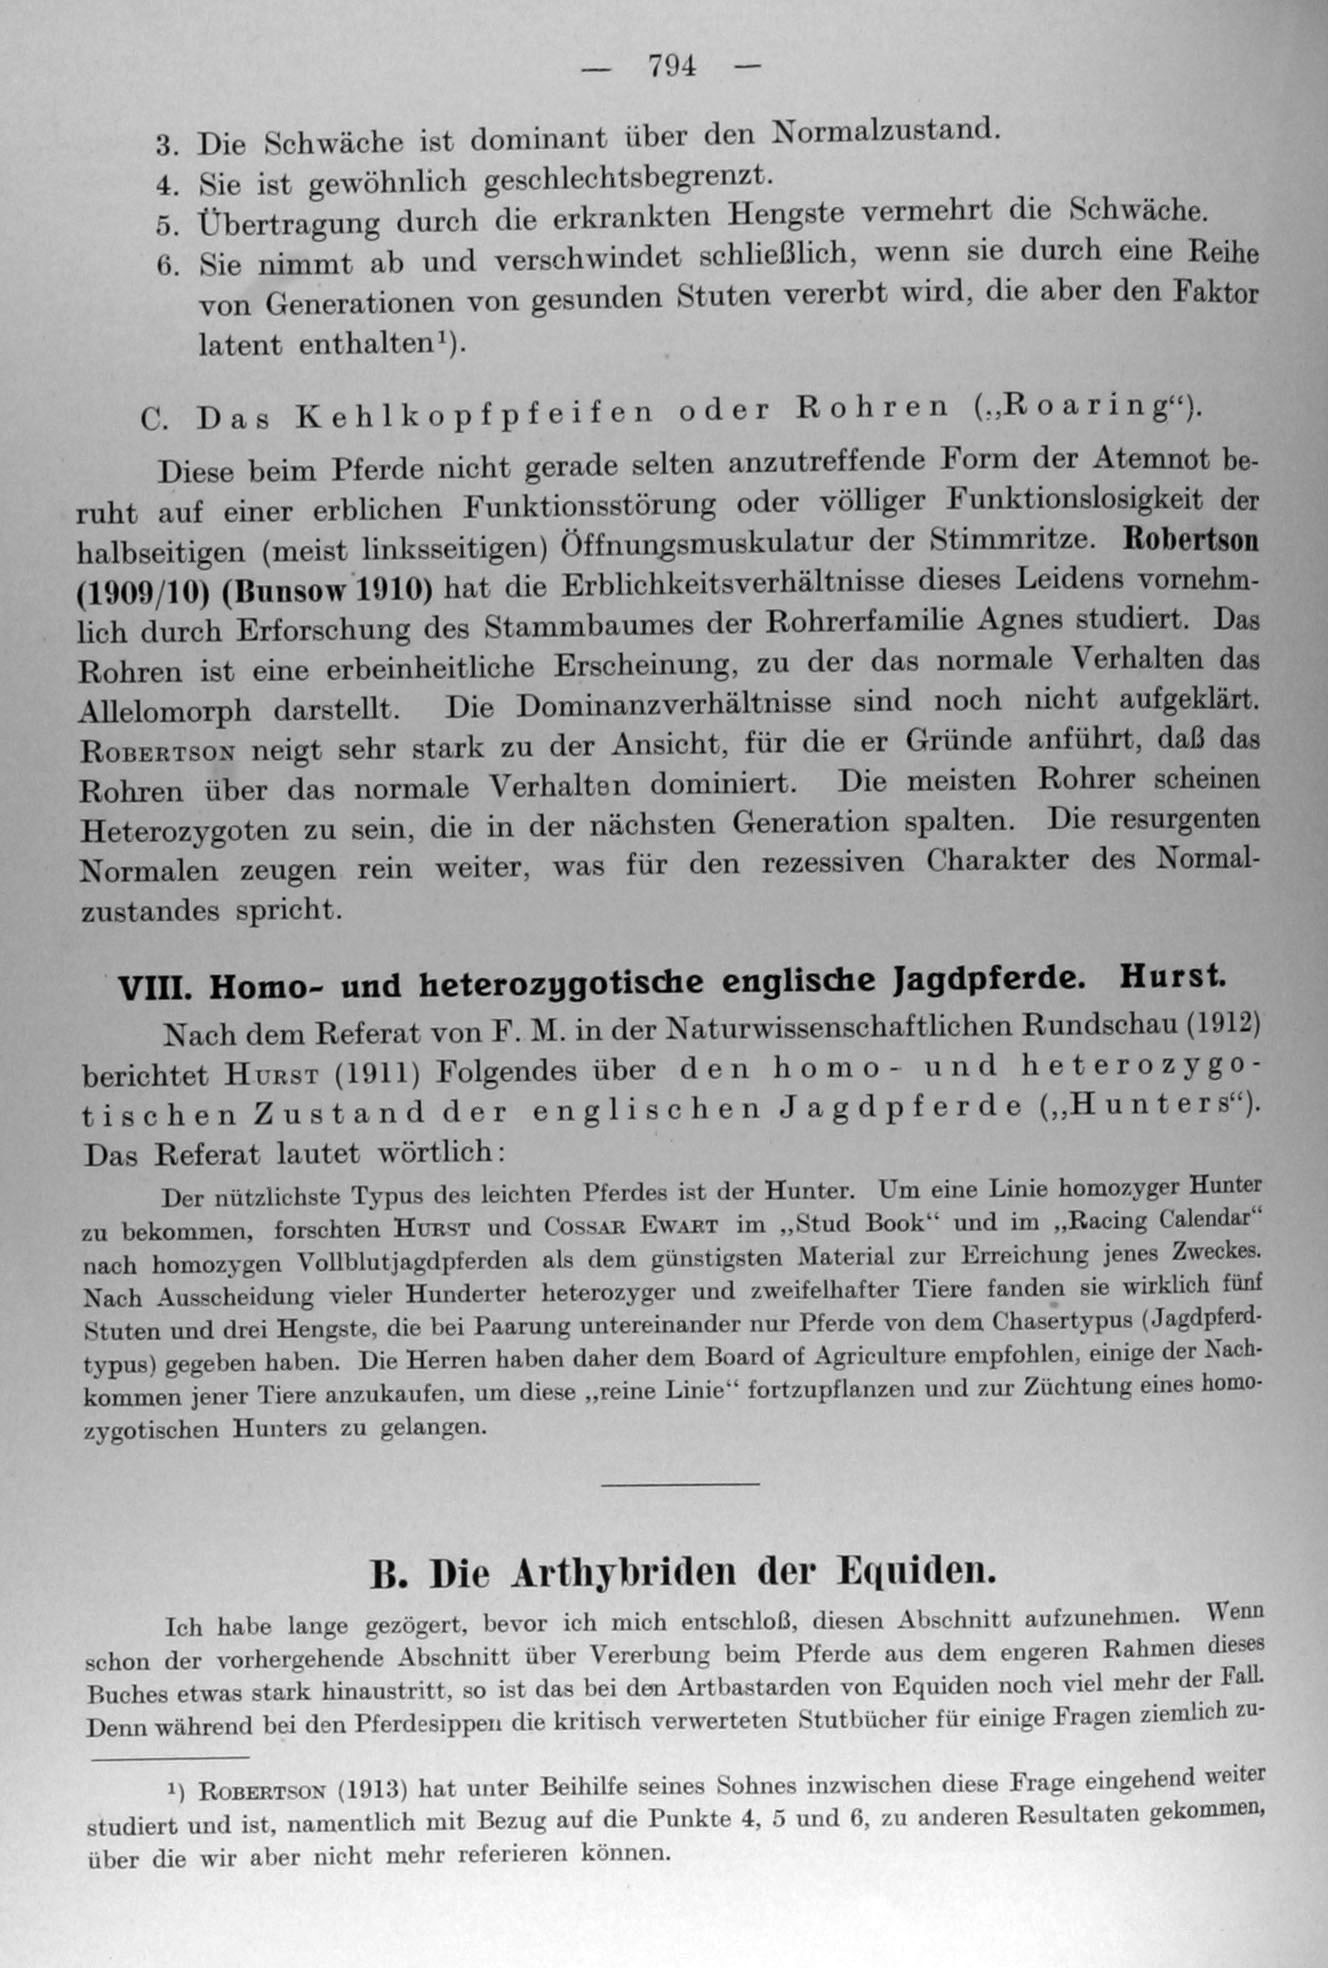 — 794 —
3. Die Schwäche ist dominant über den Normalzustand.
4. Sie ist gewöhnlich geschlechtsbegrenzt.
5. Übertragung durch die erkrankten Hengste vermehrt die Schwäche.
6. Sie nimmt ab und verschwindet schließlich, wenn sie durch eine Reihe
von Generationen von gesunden Stuten vererbt wird, die aber den Faktor
latent enthalten¹).
C. Das Kehlkopfpfeifen oder Rohren („Roaring“).
Diese beim Pferde nicht gerade selten anzutreffende Form der Atemnot be-
ruht auf einer erblichen Funktionsstörung oder völliger Funktionslosigkeit der
halbseitigen (meist linksseitigen) Öffnungsmuskulatur der Stimmritze. Robertson
(1909/10) (Bunsow 1910) hat die Erblichkeitsverhältnisse dieses Leidens vornehm-
lich durch Erforschung des Stammbaumes der Rohrerfamilie Agnes studiert. Das
Rohren ist eine erbeinheitliche Erscheinung, zu der das normale Verhalten das
Allelomorph darstellt. Die Dominanzverhältnisse sind noch nicht aufgeklärt.
ROBERTSON neigt sehr stark zu der Ansicht, für die er Gründe anführt, daß das
Rohren über das normale Verhalten dominiert. Die meisten Rohrer scheinen
Heterozygoten zu sein, die in der nächsten Generation spalten. Die resurgenten
Normalen zeugen rein weiter, was für den rezessiven Charakter des Normal-
zustandes spricht.
VIII. Homo- und heterozygotische englische Jagdpferde. Hurst.
Nach dem Referat von F. M. in der Naturwissenschaftlichen Rundschau (1912)
berichtet HURST (1911) Folgendes über den homo- und heterozygo-
tischen Zustand der englischen Jagdpferde („Hunters“).
Das Referat lautet wörtlich:
Der nützlichste Typus des leichten Pferdes ist der Hunter. Um eine Linie homozyger Hunter
zu bekommen, forschten HURST und COSSAR EWART im „Stud Book“ und im „Racing Calendar“
nach homozygen Vollblutjagdpferden als dem günstigsten Material zur Erreichung jenes Zweckes.
Nach Ausscheidung vieler Hunderter heterozyger und zweifelhafter Tiere fanden sie wirklich fünf
Stuten und drei Hengste, die bei Paarung untereinander nur Pferde von dem Chasertypus (Jagdpferd-
typus) gegeben haben. Die Herren haben daher dem Board of Agriculture empfohlen, einige der Nach-
kommen jener Tiere anzukaufen, um diese „reine Linie“ fortzupflanzen und zur Züchtung eines homo-
zygotischen Hunters zu gelangen.
B. Die Arthybriden der Equiden.
Ich habe lange gezögert, bevor ich mich entschloß, diesen Abschnitt aufzunehmen. Wenn
schon der vorhergehende Abschnitt über Vererbung beim Pferde aus dem engeren Rahmen dieses
Buches etwas stark hinaustritt, so ist das bei den Artbastarden von Equiden noch viel mehr der Fall.
Denn während bei den Pferdesippen die kritisch verwerteten Stutbücher für einige Fragen ziemlich zu-
¹) ROBERTSON (1913) hat unter Beihilfe seines Sohnes inzwischen diese Frage eingehend weiter
studiert und ist, namentlich mit Bezug auf die Punkte 4, 5 und 6, zu anderen Resultaten gekommen,
über die wir aber nicht mehr referieren können.